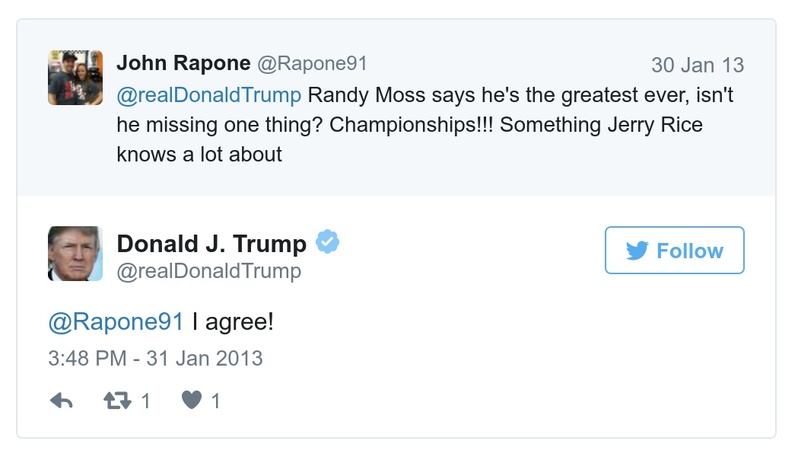 John Rapone @Rapone91 30 Jan 13
@realDonaldTrump Randy Moss says he's the greatest ever, isn't
he missing one thing? Championships!!! Something Jerry Rice
knows a lot about
Donald J. Trump
@realDonaldTrump
Follow
@Rapone91 I agree!
3:48 PM - 31 Jan 2013
1 1